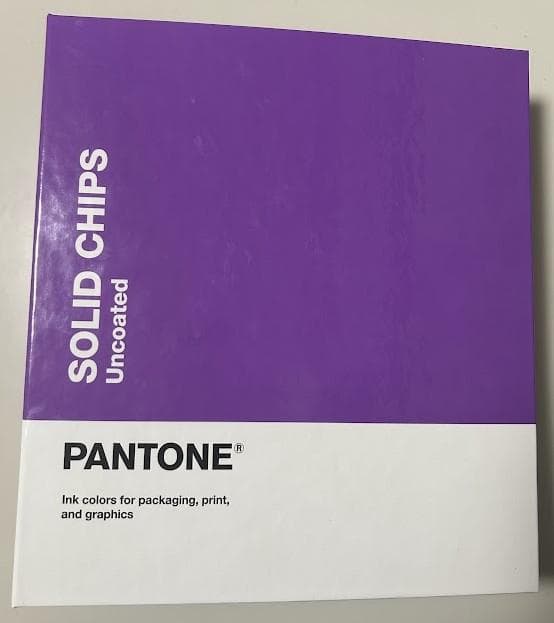 SOLID CHIPS
Uncoated
PANTONE®
Ink colors for packaging, print,
and graphics